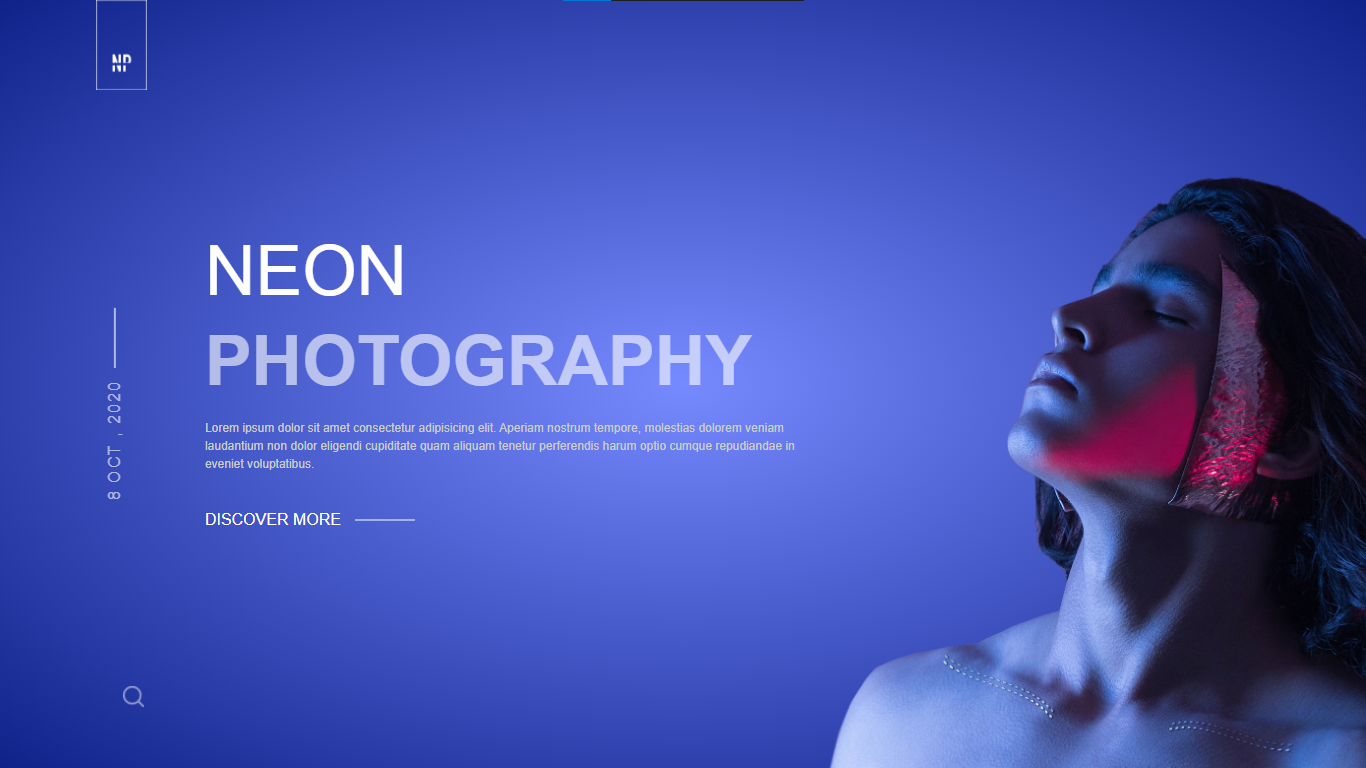 NP
NEON
PHOTOGRAPHY
Lorem ipsum dolor sit amet consectetur adipisicing elit. Aperiam nostrum tempore, molestias dolorem veniam
laudantium non dolor eligendi cupiditate quam aliquam tenetur perferendis harum optio cumque repudiandae in
eveniet voluptatibus.
DISCOVER MORE
8 OCT , 2020